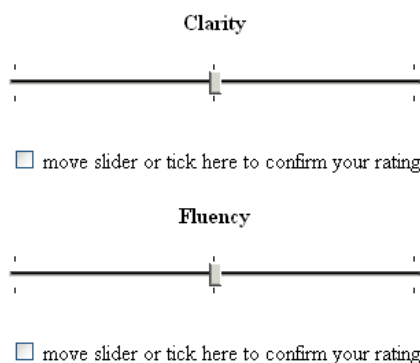 Clarity
move slider or tick here to confirm your rating
Fluency
move slider or tick here to confirm your rating